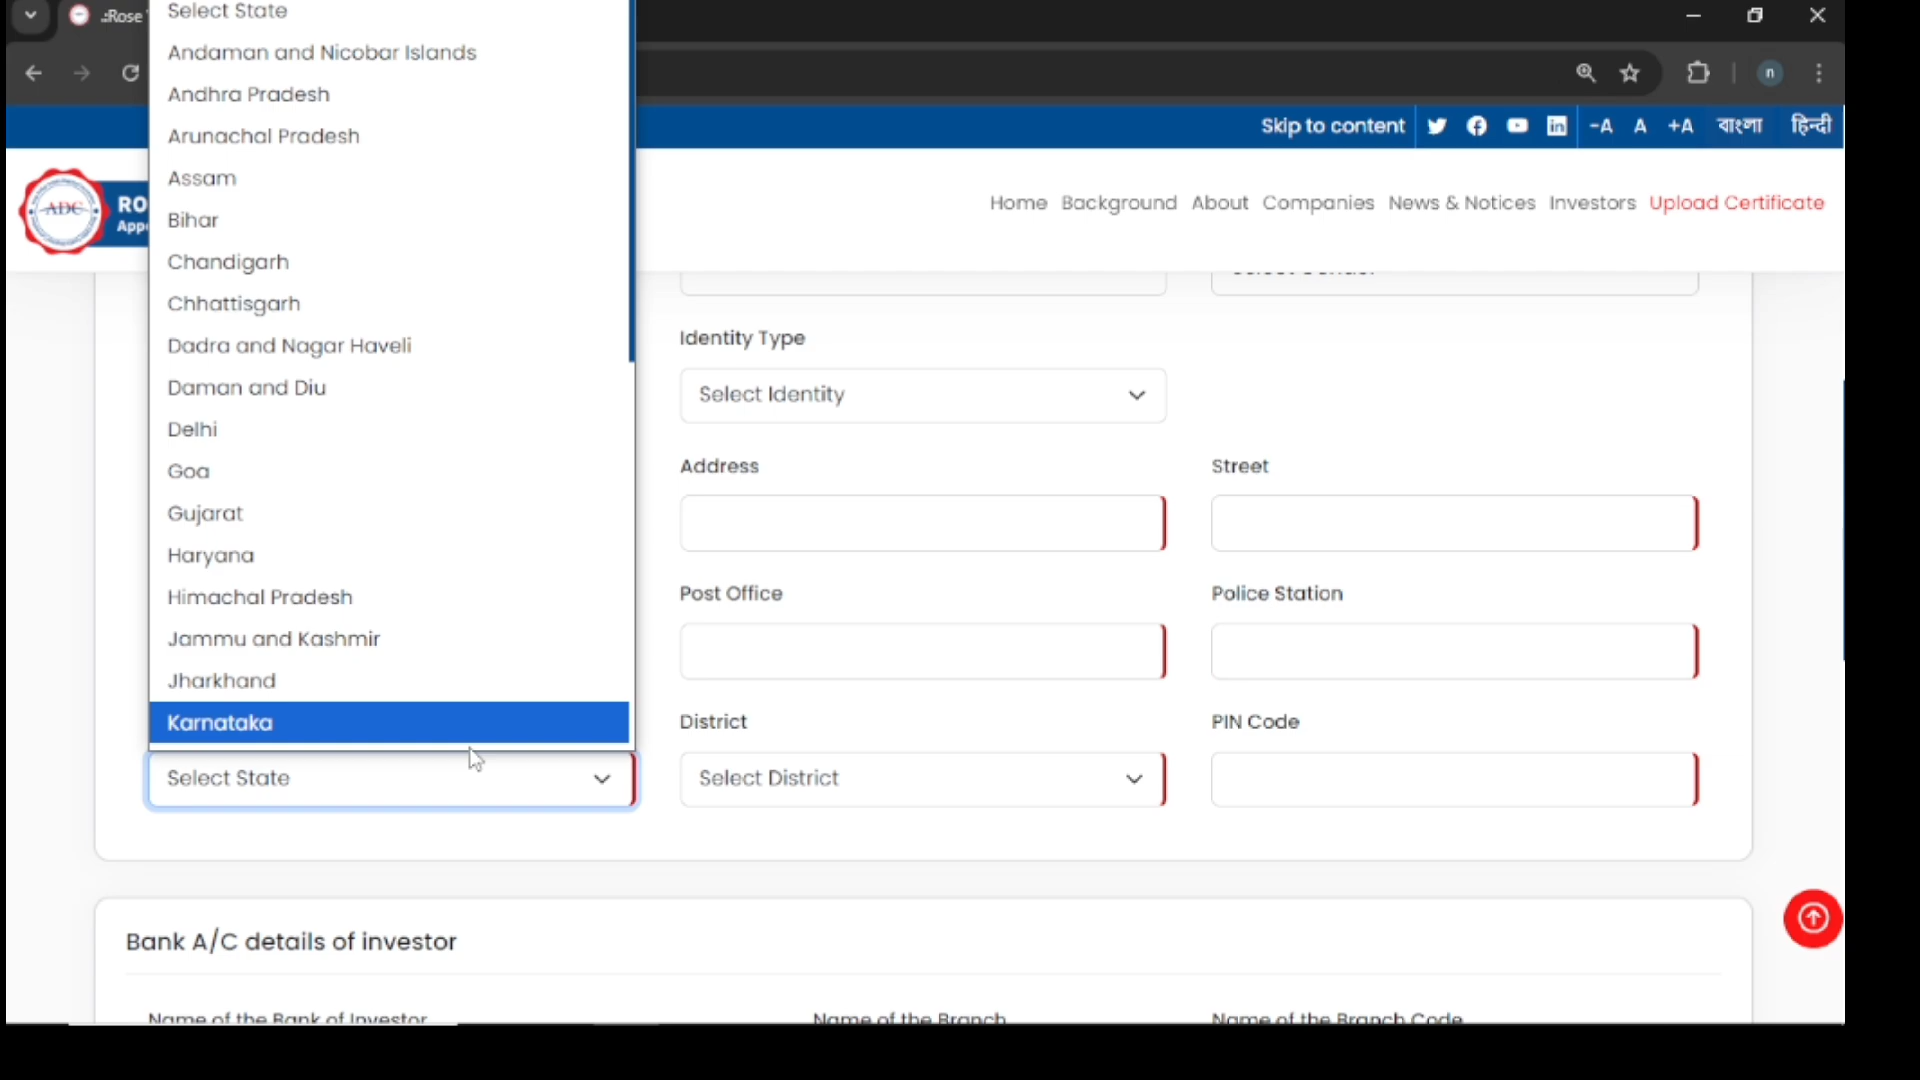 .:Rose
n
Skip to content
-A A +A বাংলা हिन्दी
ADC
RO
App
Home Background About Companies News & Notices Investors Upload Certificate
Select State
Andaman and Nicobar Islands
Andhra Pradesh
Arunachal Pradesh
Assam
Bihar
Chandigarh
Chhattisgarh
Dadra and Nagar Haveli
Daman and Diu
Delhi
Goa
Gujarat
Haryana
Himachal Pradesh
Jammu and Kashmir
Jharkhand
Karnataka
Select State
Select Gender
Identity Type
Select Identity
Address
Street
Post Office
Police Station
District
PIN Code
Select District
Bank A/C details of investor
Name of the Bank of Investor
Name of the Branch
Name of the Branch Code